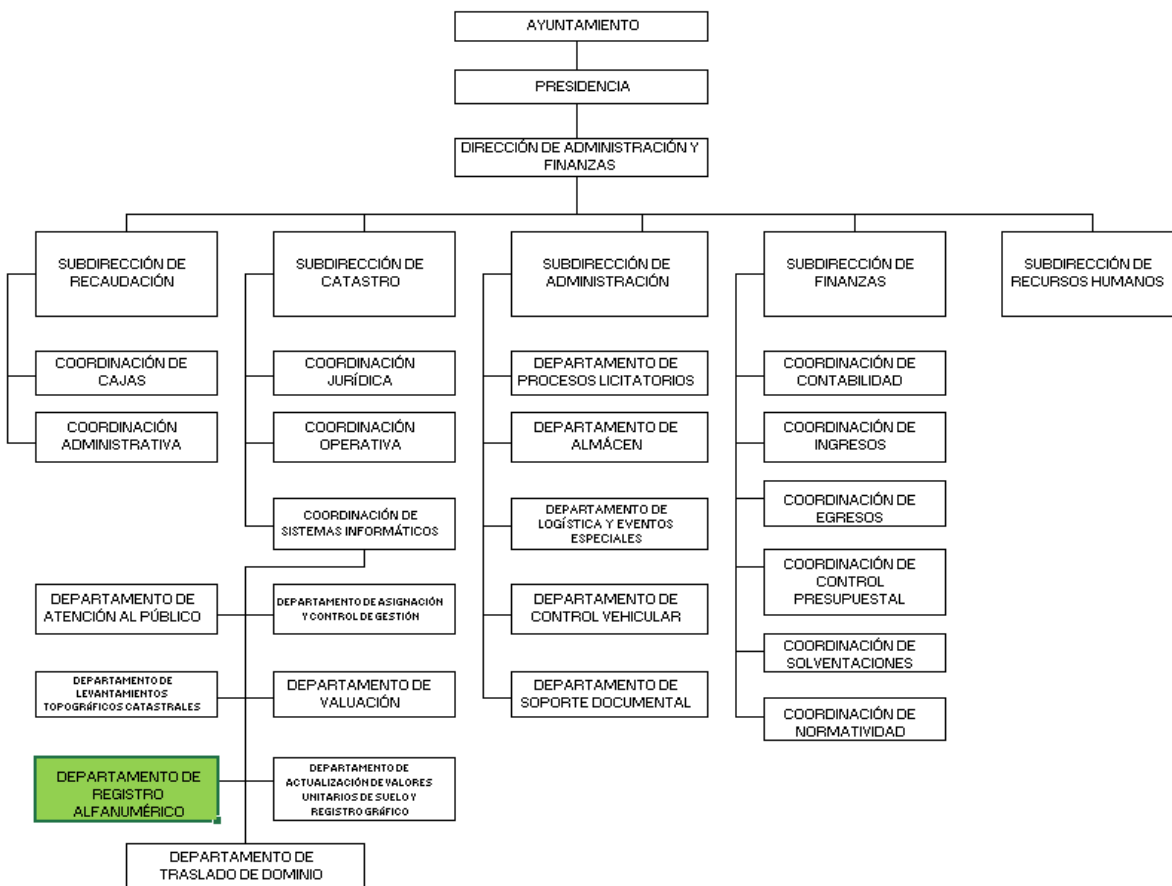 AYUNTAMIENTO
PRESIDENCIA
DIRECCIÓN DE ADMINISTRACIÓN Y
FINANZAS
SUBDIRECCIÓN DE
RECAUDACIÓN
SUBDIRECCIÓN DE
CATASTRO
SUBDIRECCIÓN DE
ADMINISTRACIÓN
SUBDIRECCIÓN DE
FINANZAS
SUBDIRECCIÓN DE
RECURSOS HUMANOS
COORDINACIÓN DE
CAJAS
COORDINACIÓN
JURÍDICA
DEPARTAMENTO DE
PROCESOS LICITATORIOS
COORDINACIÓN DE
CONTABILIDAD
COORDINACIÓN
ADMINISTRATIVA
COORDINACIÓN
OPERATIVA
DEPARTAMENTO DE
ALMÁCEN
COORDINACIÓN DE
INGRESOS
COORDINACIÓN DE
SISTEMAS INFORMÁTICOS
DEPARTAMENTO DE
LOGÍSTICA Y EVENTOS
ESPECIALES
COORDINACIÓN DE
EGRESOS
DEPARTAMENTO DE
ATENCIÓN AL PÚBLICO
DEPARTAMENTO DE ASIGNACIÓN
Y CONTROL DE GESTIÓN
DEPARTAMENTO DE
CONTROL VEHICULAR
COORDINACIÓN DE
CONTROL
PRESUPUESTAL
COORDINACIÓN DE
SOLVENTACIONES
DEPARTAMENTO DE
LEVANTAMIENTOS
TOPOGRÁFICOS CATASTRALES
DEPARTAMENTO DE
VALUACIÓN
DEPARTAMENTO DE
SOPORTE DOCUMENTAL
COORDINACIÓN DE
NORMATIVIDAD
DEPARTAMENTO DE
REGISTRO
ALFANUMÉRICO
DEPARTAMENTO DE
ACTUALIZACIÓN DE VALORES
UNITARIOS DE SUELO Y
REGISTRO GRÁFICO
DEPARTAMENTO DE
TRASLADO DE DOMINIO